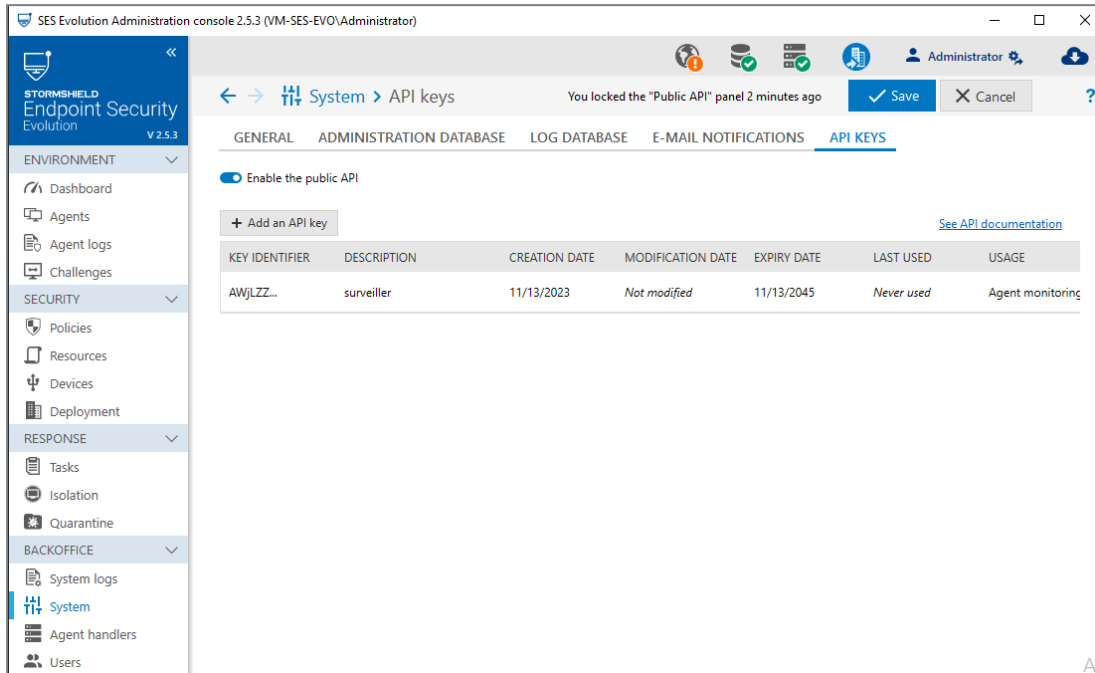 SES Evolution Administration console 2.5.3 (VM-SES-EVO\Administrator)
Administrator
STORMSHIELD
Endpoint Security
Evolution
V 2.5.3
System > API keys
You locked the "Public API" panel 2 minutes ago
Save
Cancel
?
GENERAL ADMINISTRATION DATABASE LOG DATABASE E-MAIL NOTIFICATIONS API KEYS
Enable the public API
+ Add an API key
See API documentation
KEY IDENTIFIER DESCRIPTION CREATION DATE MODIFICATION DATE EXPIRY DATE LAST USED USAGE
AWjLZZ... surveiller 11/13/2023 Not modified 11/13/2045 Never used Agent monitoring
ENVIRONMENT
Dashboard
Agents
Agent logs
Challenges
SECURITY
Policies
Resources
Devices
Deployment
RESPONSE
Tasks
Isolation
Quarantine
BACKOFFICE
System logs
System
Agent handlers
Users
A